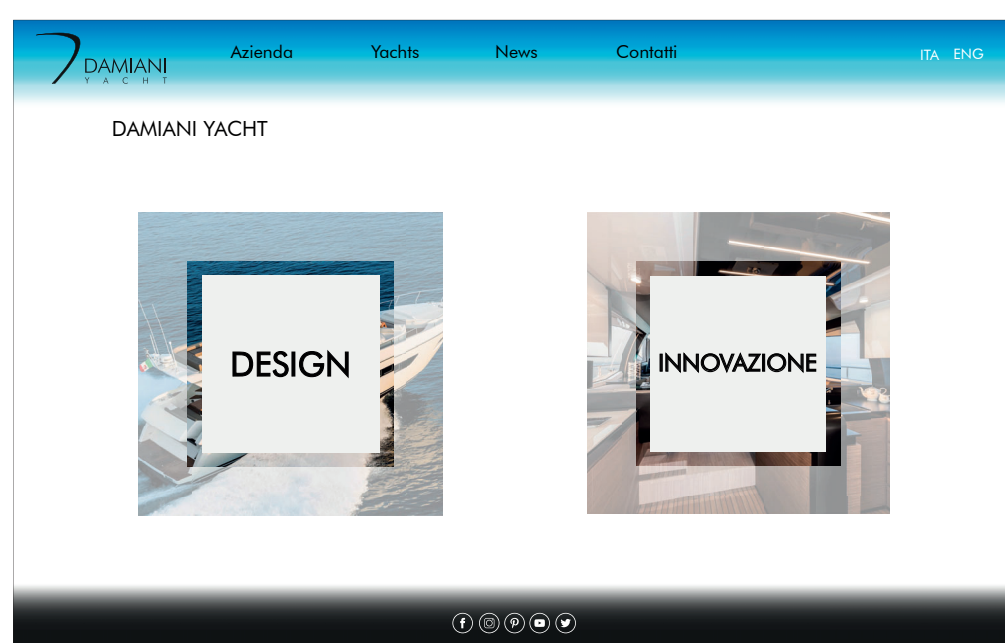 DAMIANI
YACHT
Azienda Yachts News Contatti ITA ENG
DAMIANI YACHT
DESIGN
INNOVAZIONE